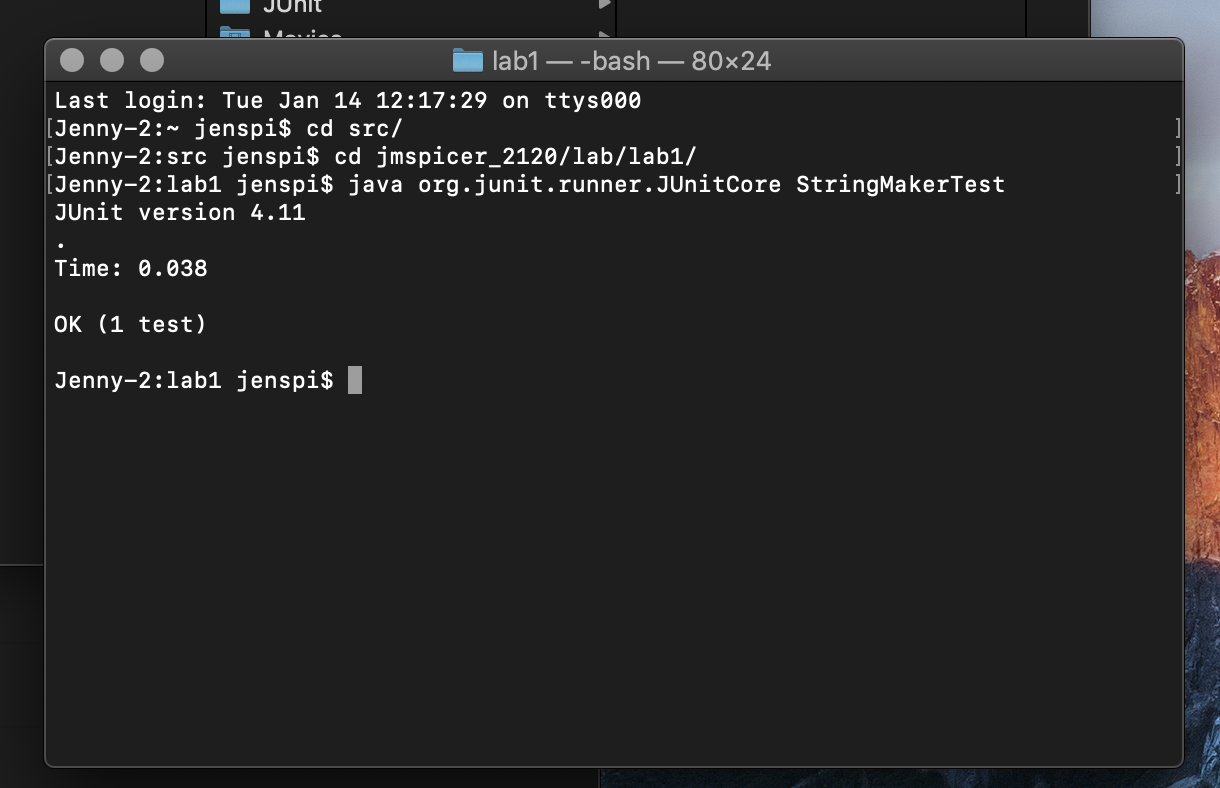 JUnit
Movies
lab1 — -bash — 80×24
Last login: Tue Jan 14 12:17:29 on ttys000
[Jenny-2:~ jenspi$ cd src/ ]
[Jenny-2:src jenspi$ cd jmspicer_2120/lab/lab1/ ]
[Jenny-2:lab1 jenspi$ java org.junit.runner.JUnitCore StringMakerTest ]
JUnit version 4.11
.
Time: 0.038
OK (1 test)
Jenny-2:lab1 jenspi$